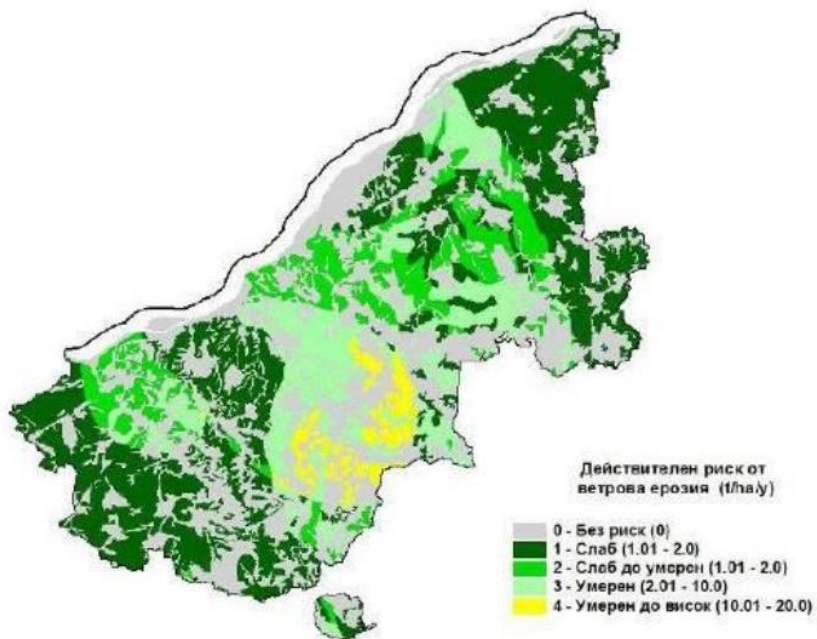 Действителен риск от
ветрова ерозия (t/ha/y)
0 - Без риск (0)
1 - Слаб (1.01 - 2.0)
2 - Слаб до умерен (1.01 - 2.0)
3 - Умерен (2.01 - 10.0)
4 - Умерен до висок (10.01 - 20.0)